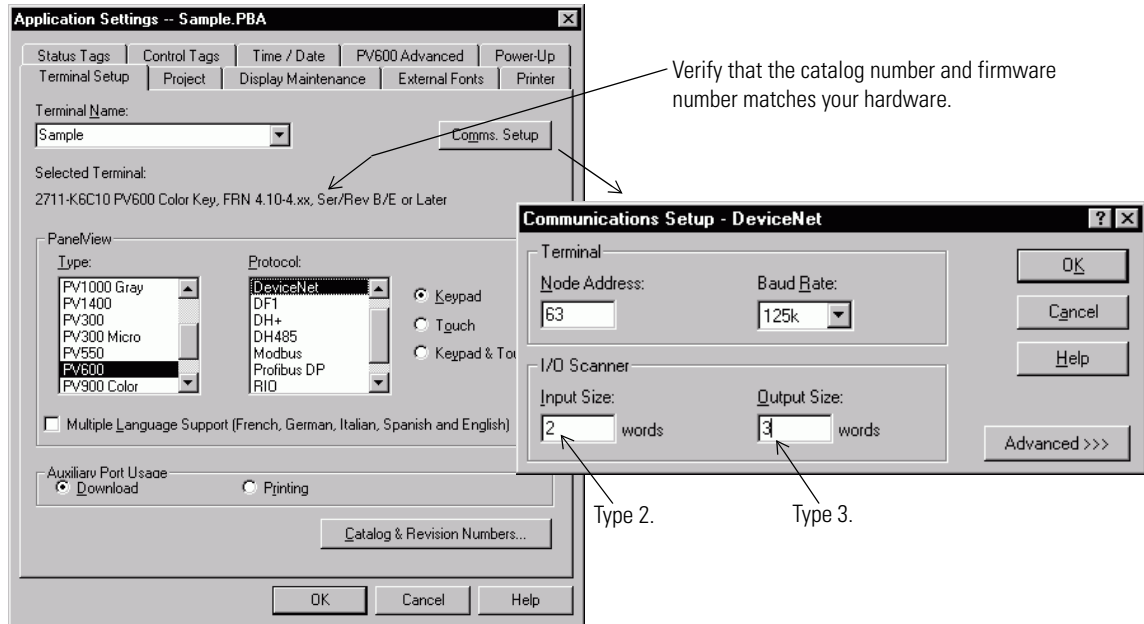 Application Settings -- Sample.PBA
Status Tags Control Tags Time / Date PV600 Advanced Power-Up
Terminal Setup Project Display Maintenance External Fonts Printer
Terminal Name:
Sample
Comms. Setup
Selected Terminal:
2711-K6C10 PV600 Color Key, FRN 4.10-4.xx, Ser/Rev B/E or Later
PanelView
Type:
PV1000 Gray
PV1400
PV300
PV300 Micro
PV550
PV600
PV900 Color
Protocol:
DeviceNet
DF1
DH+
DH485
Modbus
Profibus DP
RIO
Keypad
Touch
Keypad & Tou
Multiple Language Support (French, German, Italian, Spanish and English)
Auxiliary Port Usage
Download Printing
Catalog & Revision Numbers...
OK Cancel Help
Verify that the catalog number and firmware
number matches your hardware.
Communications Setup - DeviceNet
Terminal
Node Address: Baud Rate:
63 125k
I/O Scanner
Input Size: Output Size:
2 words 3 words
OK
Cancel
Help
Advanced >>>
Type 2. Type 3.